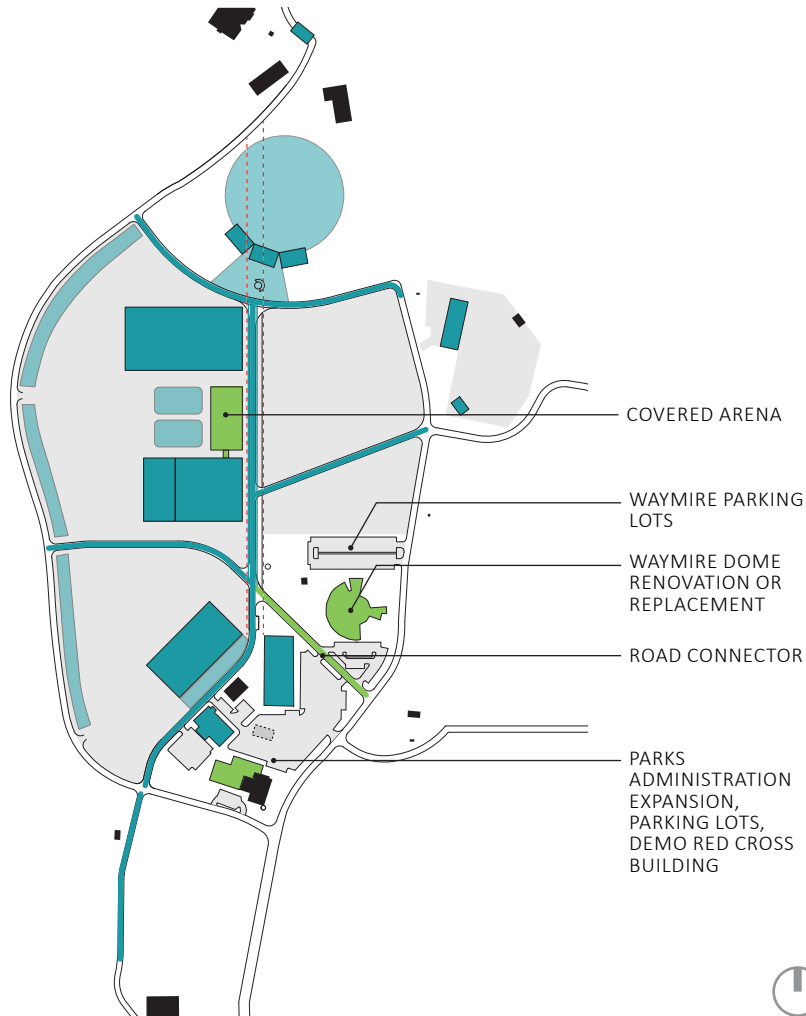 COVERED ARENA
WAYMIRE PARKING
LOTS
WAYMIRE DOME
RENOVATION OR
REPLACEMENT
ROAD CONNECTOR
PARKS
ADMINISTRATION
EXPANSION,
PARKING LOTS,
DEMO RED CROSS
BUILDING